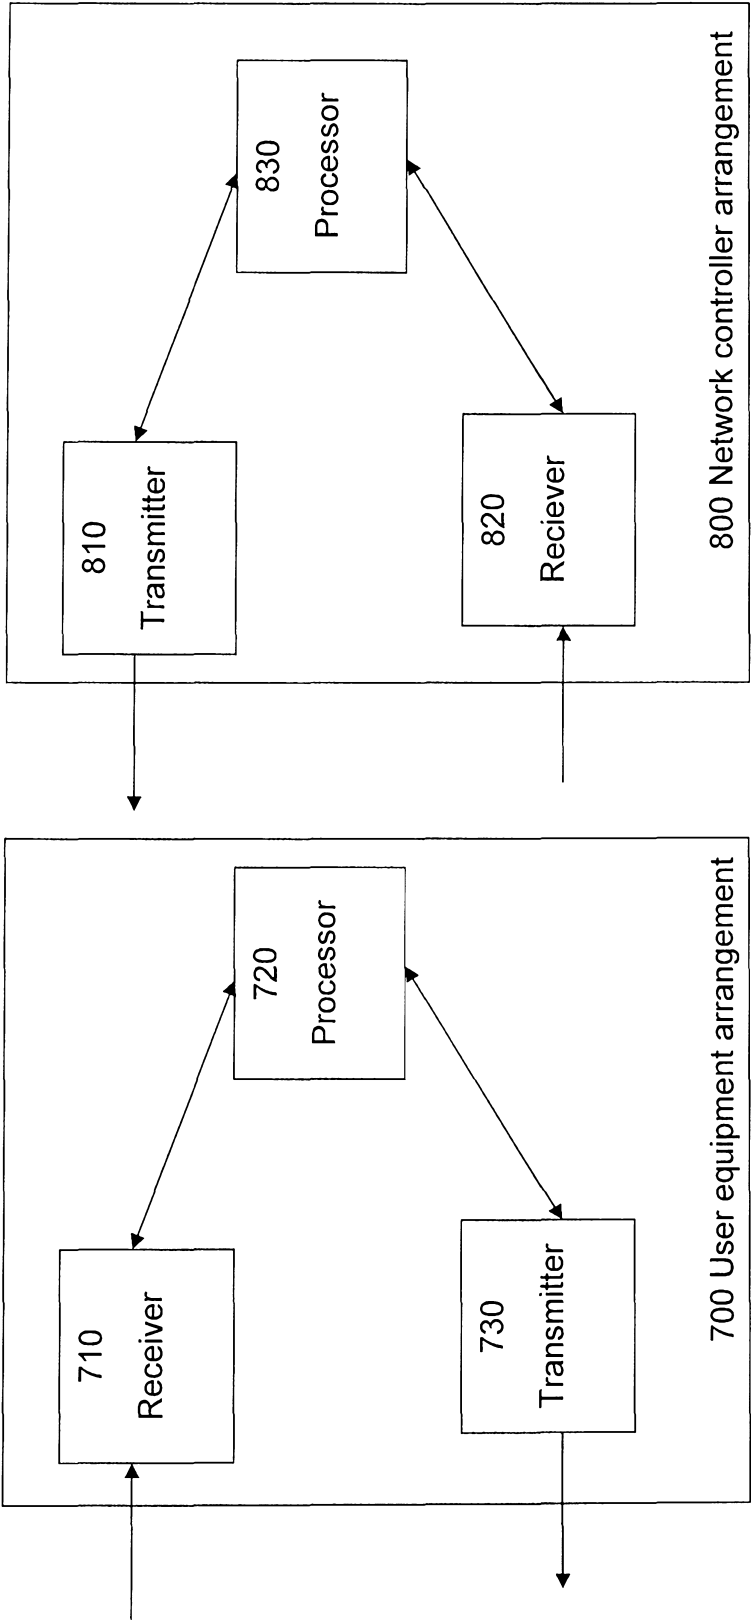 710
Receiver
720
Processor
730
Transmitter
700 User equipment arrangement
810
Transmitter
830
Processor
820
Reciever
800 Network controller arrangement